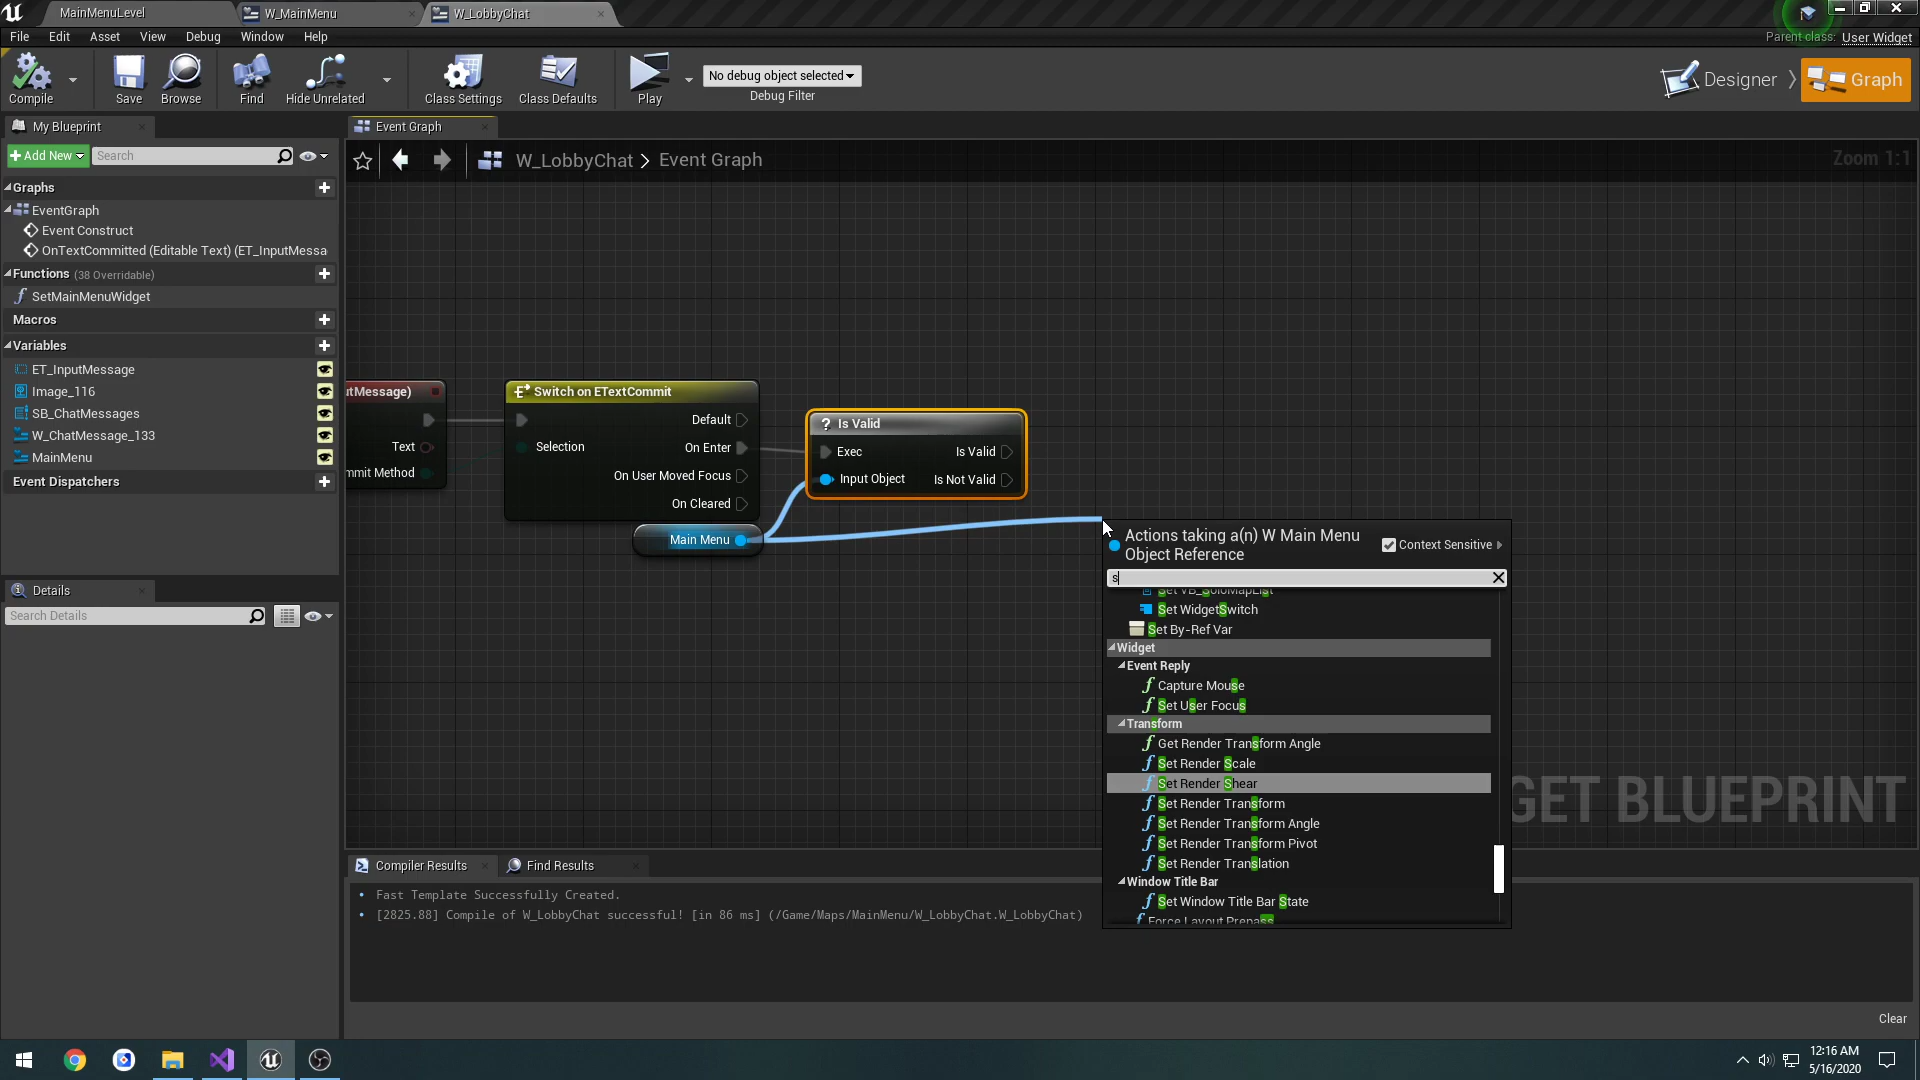 MainMenuLevel
W_MainMenu
W_LobbyChat
File Edit Asset View Debug Window Help
Parent class: User Widget
Compile
Save
Browse
Find
Hide Unrelated
Class Settings
Class Defaults
Play
No debug object selected
Debug Filter
Designer
Graph
My Blueprint
Event Graph
Add New
Search
W_LobbyChat > Event Graph
Zoom 1:1
Graphs
EventGraph
Event Construct
OnTextCommitted (Editable Text) (ET_InputMessa
Functions (38 Overridable)
SetMainMenuWidget
Macros
Variables
ET_InputMessage
Image_116
SB_ChatMessages
W_ChatMessage_133
MainMenu
Event Dispatchers
Details
Search Details
utMessage)
Text
mmit Method
Switch on ETextCommit
Selection
Default
On Enter
On User Moved Focus
On Cleared
Main Menu
? Is Valid
Exec
Input Object
Is Valid
Is Not Valid
Actions taking a(n) W Main Menu
Object Reference
Context Sensitive
s
Set VB_SoloMapList
Set WidgetSwitch
Set By-Ref Var
Widget
Event Reply
Capture Mouse
Set User Focus
Transform
Get Render Transform Angle
Set Render Scale
Set Render Shear
Set Render Transform
Set Render Transform Angle
Set Render Transform Pivot
Set Render Translation
Window Title Bar
Set Window Title Bar State
Force Layout Prepass
GET BLUEPRINT
Compiler Results
Find Results
Fast Template Successfully Created.
[2825.88] Compile of W_LobbyChat successful! [in 86 ms] (/Game/Maps/MainMenu/W_LobbyChat.W_LobbyChat)
Clear
12:16 AM
5/16/2020